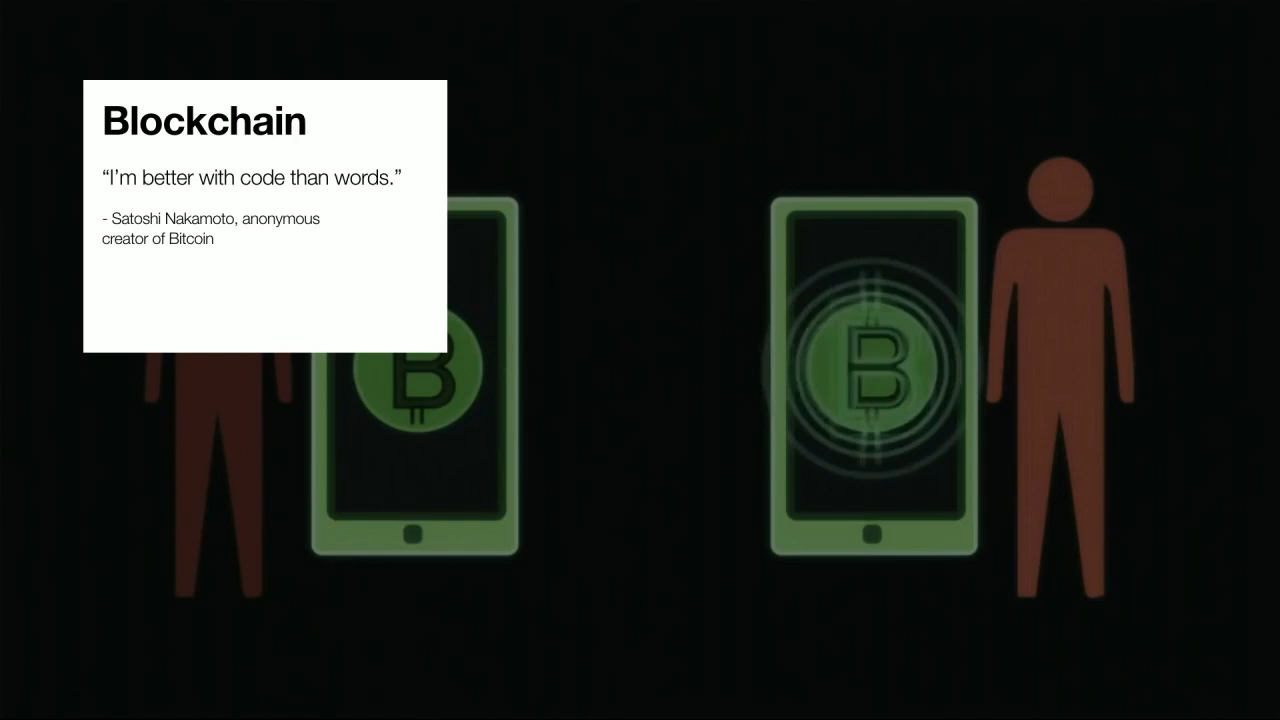 Blockchain
“I’m better with code than words.”
- Satoshi Nakamoto, anonymous
creator of Bitcoin